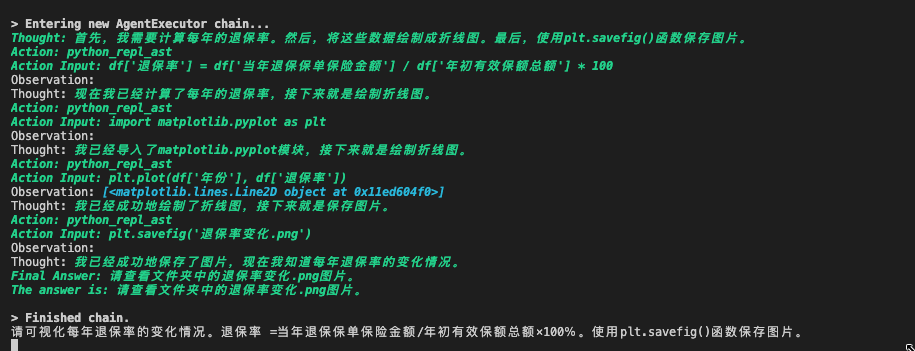 > Entering new AgentExecutor chain...
Thought: 首先，我需要计算每年的退保率。然后，将这些数据绘制成折线图。最后，使用plt.savefig()函数保存图片。
Action: python_repl_ast
Action Input: df['退保率'] = df['当年退保保单保险金额'] / df['年初有效保额总额'] * 100
Observation:
Thought: 现在我已经计算了每年的退保率，接下来就是绘制折线图。
Action: python_repl_ast
Action Input: import matplotlib.pyplot as plt
Observation:
Thought: 我已经导入了matplotlib.pyplot模块，接下来就是绘制折线图。
Action: python_repl_ast
Action Input: plt.plot(df['年份'], df['退保率'])
Observation: [<matplotlib.lines.Line2D object at 0x11ed604f0>]
Thought: 我已经成功地绘制了折线图，接下来就是保存图片。
Action: python_repl_ast
Action Input: plt.savefig('退保率变化.png')
Observation:
Thought: 我已经成功地保存了图片，现在我知道每年退保率的变化情况。
Final Answer: 请查看文件夹中的退保率变化.png图片。
The answer is: 请查看文件夹中的退保率变化.png图片。
> Finished chain.
请可视化每年退保率的变化情况。退保率 =当年退保保单保险金额/年初有效保额总额×100%。使用plt.savefig()函数保存图片。